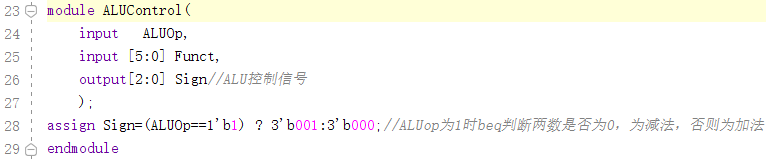 23 module ALUControl(
24 input ALUOp,
25 input [5:0] Funct,
26 output[2:0] Sign//ALU控制信号
27 );
28 assign Sign=(ALUOp==1'b1) ? 3'b001:3'b000;//ALUop为1时beq判断两数是否为0，为减法，否则为加法
29 endmodule